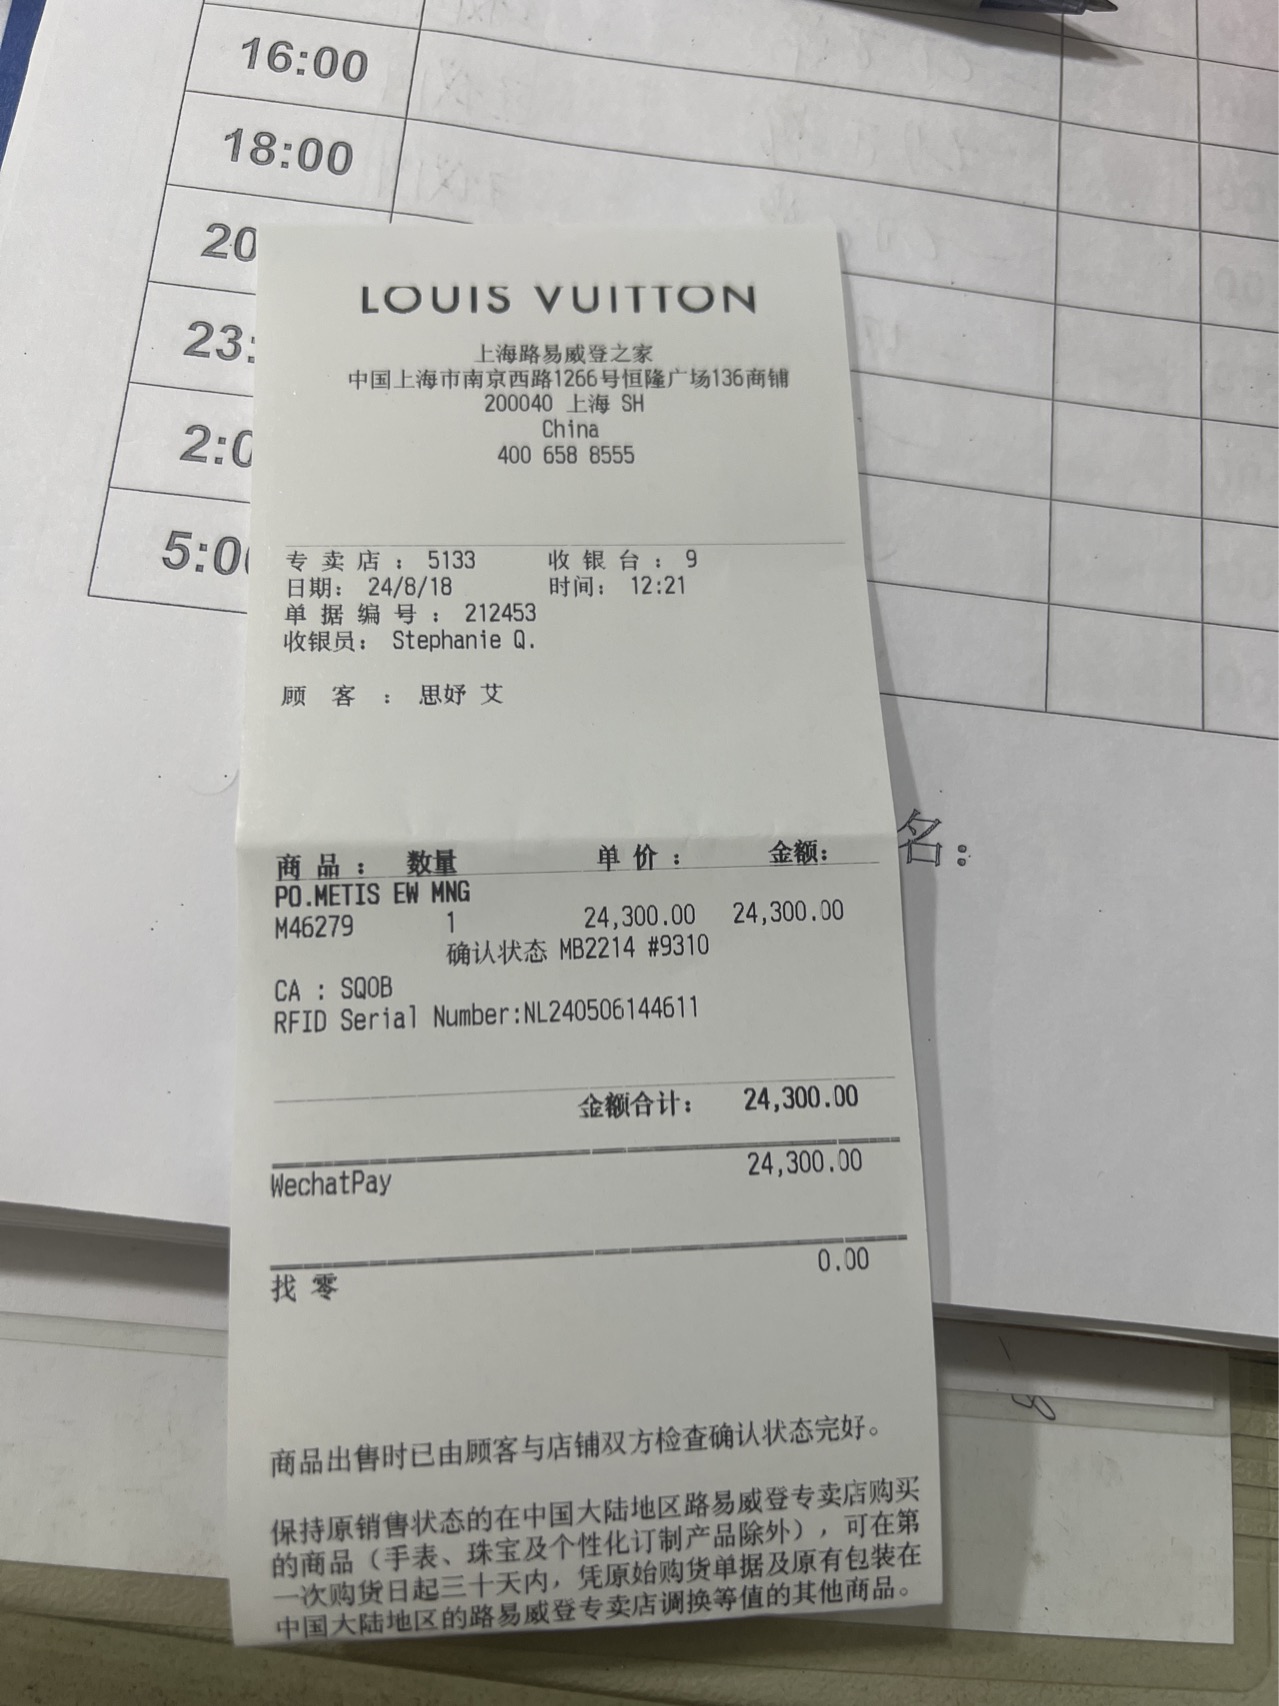 16:00
18:00
20
23:
2:0
5:00
名：
LOUIS VUITTON
上海路易威登之家
中国上海市南京西路1266号恒隆广场136商铺
200040 上海 SH
China
400 658 8555
专 卖 店 ： 5133 收 银 台 ： 9
日期： 24/8/18 时间： 12:21
单 据 编 号 ： 212453
收银员： Stephanie Q.
顾 客 ： 思妤 艾
商 品 ： 数量 单 价 ： 金额：
PO.METIS EW MNG
M46279 1 24,300.00 24,300.00
确认状态 MB2214 #9310
CA : SQOB
RFID Serial Number:NL240506144611
金额合计： 24,300.00
WechatPay 24,300.00
找 零 0.00
商品出售时已由顾客与店铺双方检查确认状态完好。
保持原销售状态的在中国大陆地区路易威登专卖店购买
的商品（手表、珠宝及个性化订制产品除外），可在第
一次购货日起三十天内，凭原始购货单据及原有包装在
中国大陆地区的路易威登专卖店调换等值的其他商品。